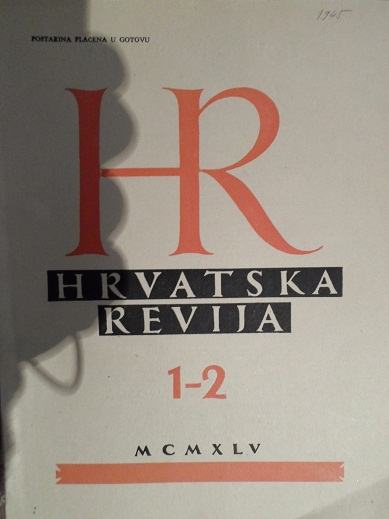 1945
POŠTARINA PLAĆENA U GOTOVU
HR
HRVATSKA
REVIJA
1-2
MCMXLV